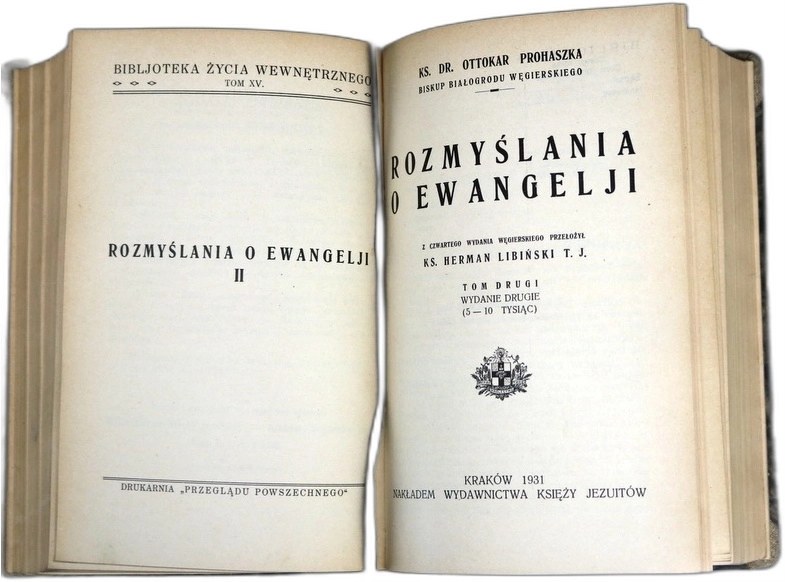 BIBLJOTEKA ŻYCIA WEWNĘTRZNEGO
TOM XV.
ROZMYŚLANIA O EWANGELJI
II
DRUKARNIA „PRZEGLĄDU POWSZECHNEGO“
KS. DR. OTTOKAR PROHASZKA
BISKUP BIAŁOGRODU WĘGIERSKIEGO
ROZMYŚLANIA
O EWANGELJI
Z CZWARTEGO WYDANIA WĘGIERSKIEGO PRZEŁOŻYŁ
KS. HERMAN LIBIŃSKI T. J.
TOM DRUGI
WYDANIE DRUGIE
(5 — 10 TYSIĄC)
KRAKÓW 1931
NAKŁADEM WYDAWNICTWA KSIĘŻY JEZUITÓW